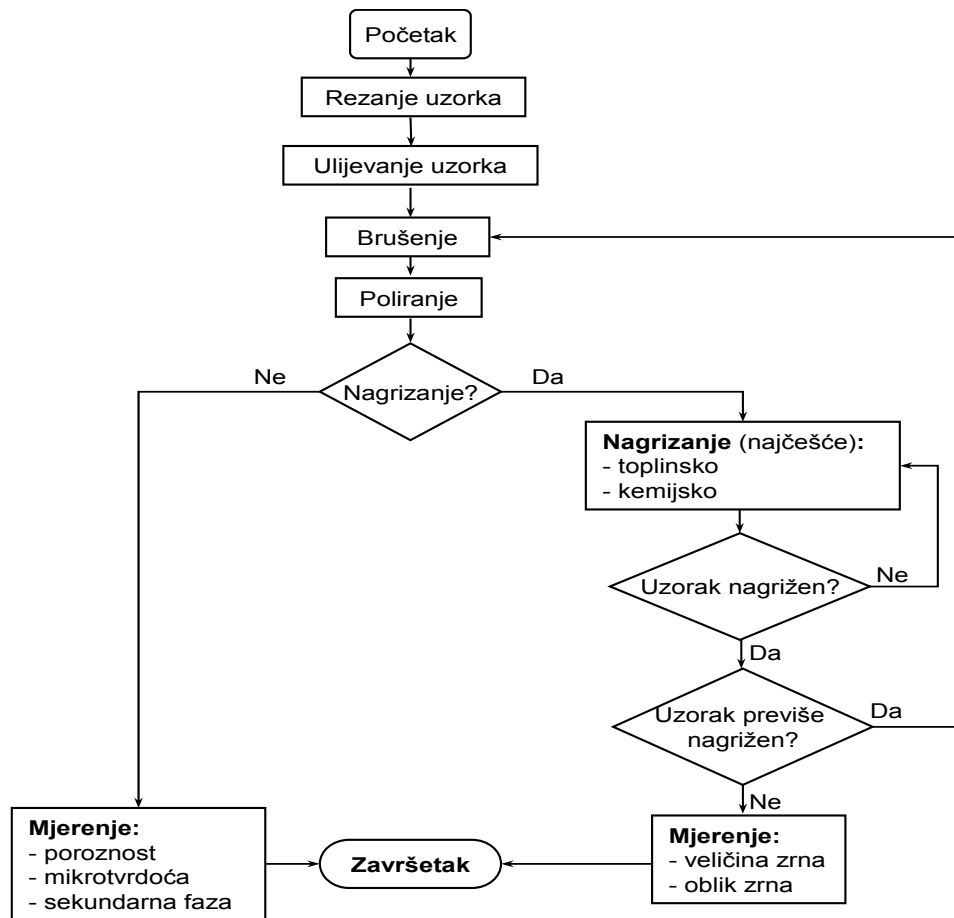 Početak
Rezanje uzorka
Ulijevanje uzorka
Brušenje
Poliranje
Nagrizanje?
Ne
Da
Nagrizanje (najčešće):
- toplinsko
- kemijsko
Uzorak nagrižen?
Ne
Da
Uzorak previše
nagrižen?
Da
Ne
Mjerenje:
- poroznost
- mikrotvrdoća
- sekundarna faza
Završetak
Mjerenje:
- veličina zrna
- oblik zrna